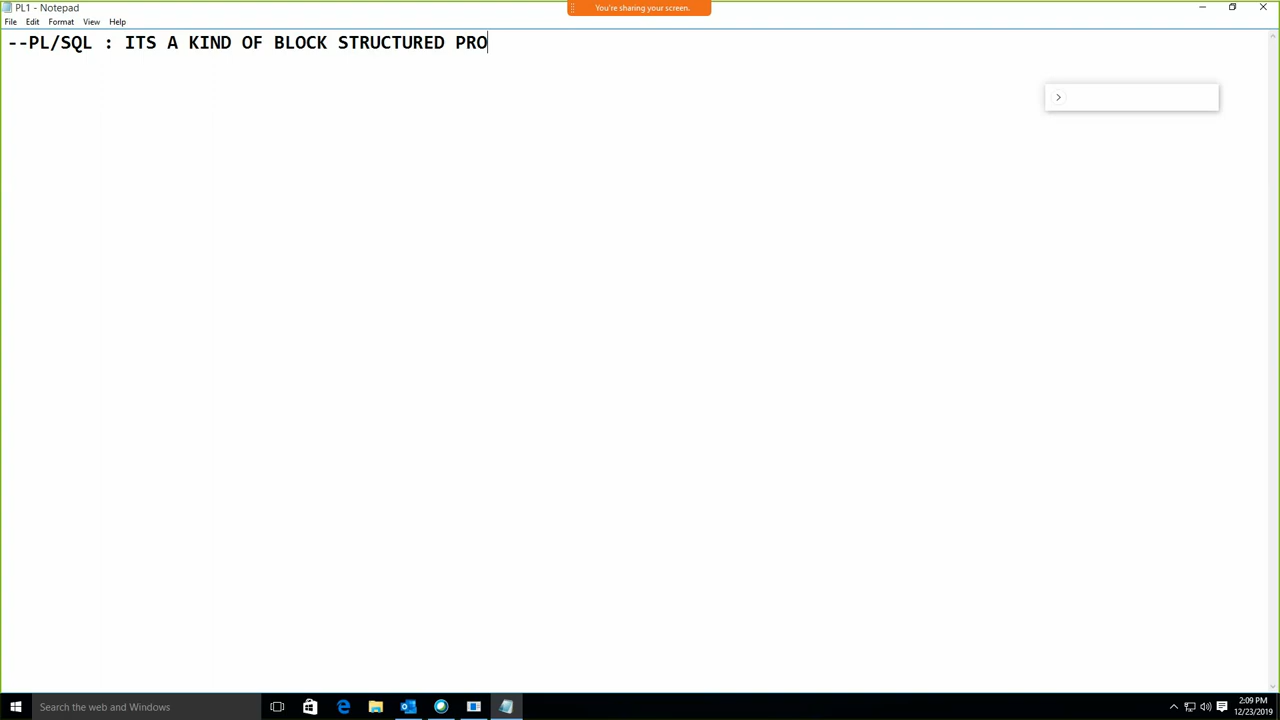 PL1 - Notepad
You're sharing your screen.
File Edit Format View Help
--PL/SQL : ITS A KIND OF BLOCK STRUCTURED PRO
Search the web and Windows
2:09 PM
12/23/2019